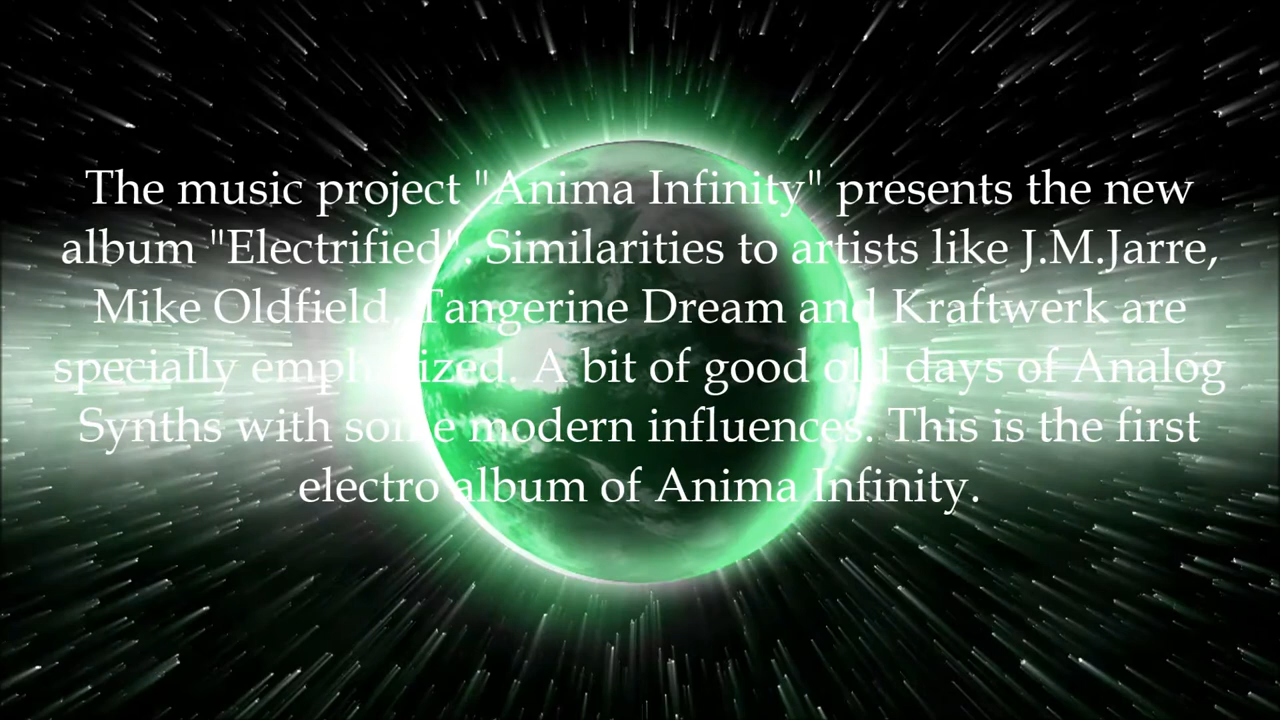 The music project "Anima Infinity" presents the new
album "Electrified". Similarities to artists like J.M.Jarre,
Mike Oldfield, Tangerine Dream and Kraftwerk are
specially emphasized. A bit of good old days of Analog
Synths with some modern influences. This is the first
electro album of Anima Infinity.